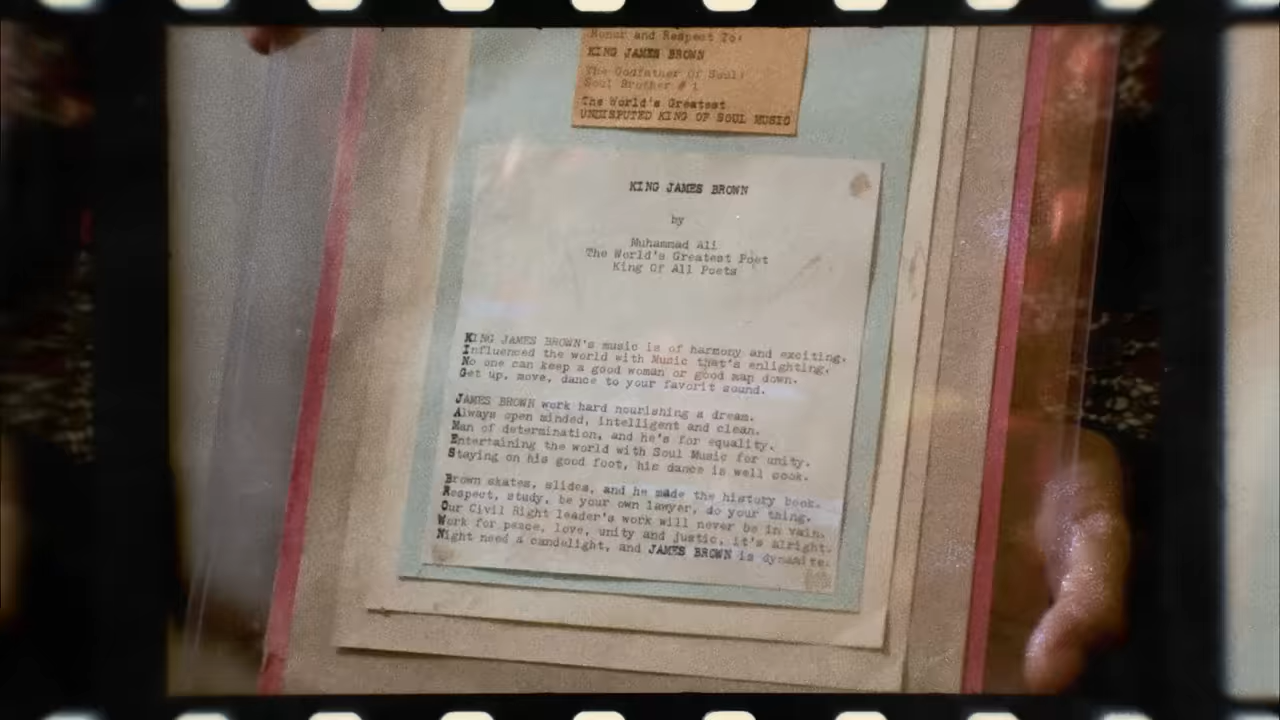 Honor and Respect To:
KING JAMES BROWN
The Godfather Of Soul!
Soul Brother # 1
The World's Greatest
UNDISPUTED KING OF SOUL MUSIC
KING JAMES BROWN
by
Muhammad Ali
The World's Greatest Poet
King Of All Poets
KING JAMES BROWN's music is of harmony and exciting.
Influenced the world with Music that's enlighting.
No one can keep a good woman or good man down.
Get up, move, dance to your favorit sound.
JAMES BROWN work hard nourishing a dream.
Always open minded, intelligent and clean.
Man of determination, and he's for equality.
Entertaining the world with Soul Music for unity.
Staying on his good foot, his dance is well cook.
Brown skates, slides, and he made the history book.
Respect, study, be your own lawyer, do your thing.
Our Civil Right leader's work will never be in vain.
Work for peace, love, unity and justic, it's alright.
Night need a candelight, and JAMES BROWN is dynamite.